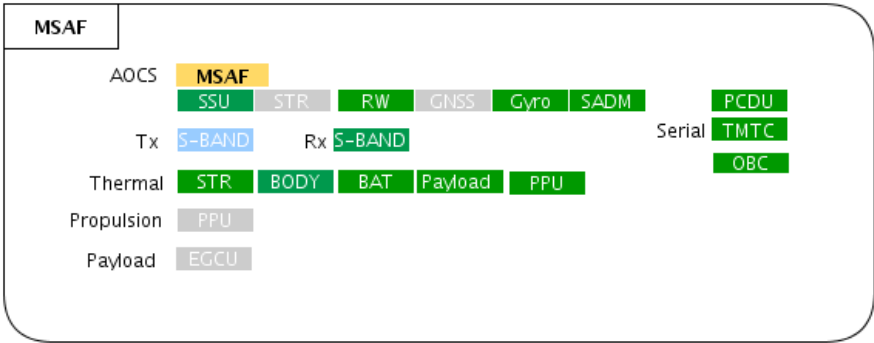 MSAF
AOCS MSAF
SSU STR RW GNSS Gyro SADM PCDU
Tx S-BAND Rx S-BAND Serial TMTC
OBC
Thermal STR BODY BAT Payload PPU
Propulsion PPU
Payload EGCU